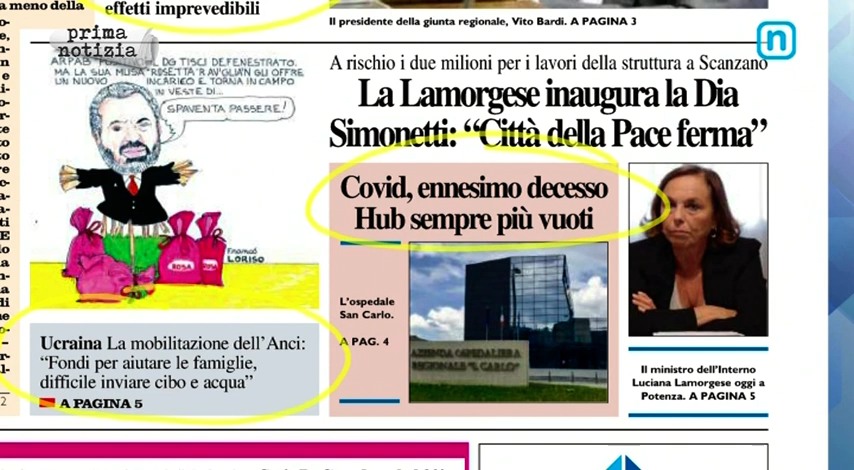 a meno della
effetti imprevedibili
Il presidente della giunta regionale, Vito Bardi. A PAGINA 3
n
prima
notizia
DG TISCI DEFENESTRATO.
MA LA SUA MUSA "ROSETTA"
GLI OFFRE
UN NUOVO INCARICO E TORNA IN CAMPO
IN VESTE DI...
SPAVENTA PASSERE!
ROSA
LORISO
Ucraina La mobilitazione dell'Anci:
"Fondi per aiutare le famiglie,
difficile inviare cibo e acqua"
A PAGINA 5
A rischio i due milioni per i lavori della struttura a Scanzano
La Lamorgese inaugura la Dia
Simonetti: "Città della Pace ferma"
Covid, ennesimo decesso
Hub sempre più vuoti
L'ospedale
San Carlo.
A PAG. 4
AZIENDA OSPEDALIERA
REGIONALE "S. CARLO"
Il ministro dell'Interno
Luciana Lamorgese oggi a
Potenza. A PAGINA 5